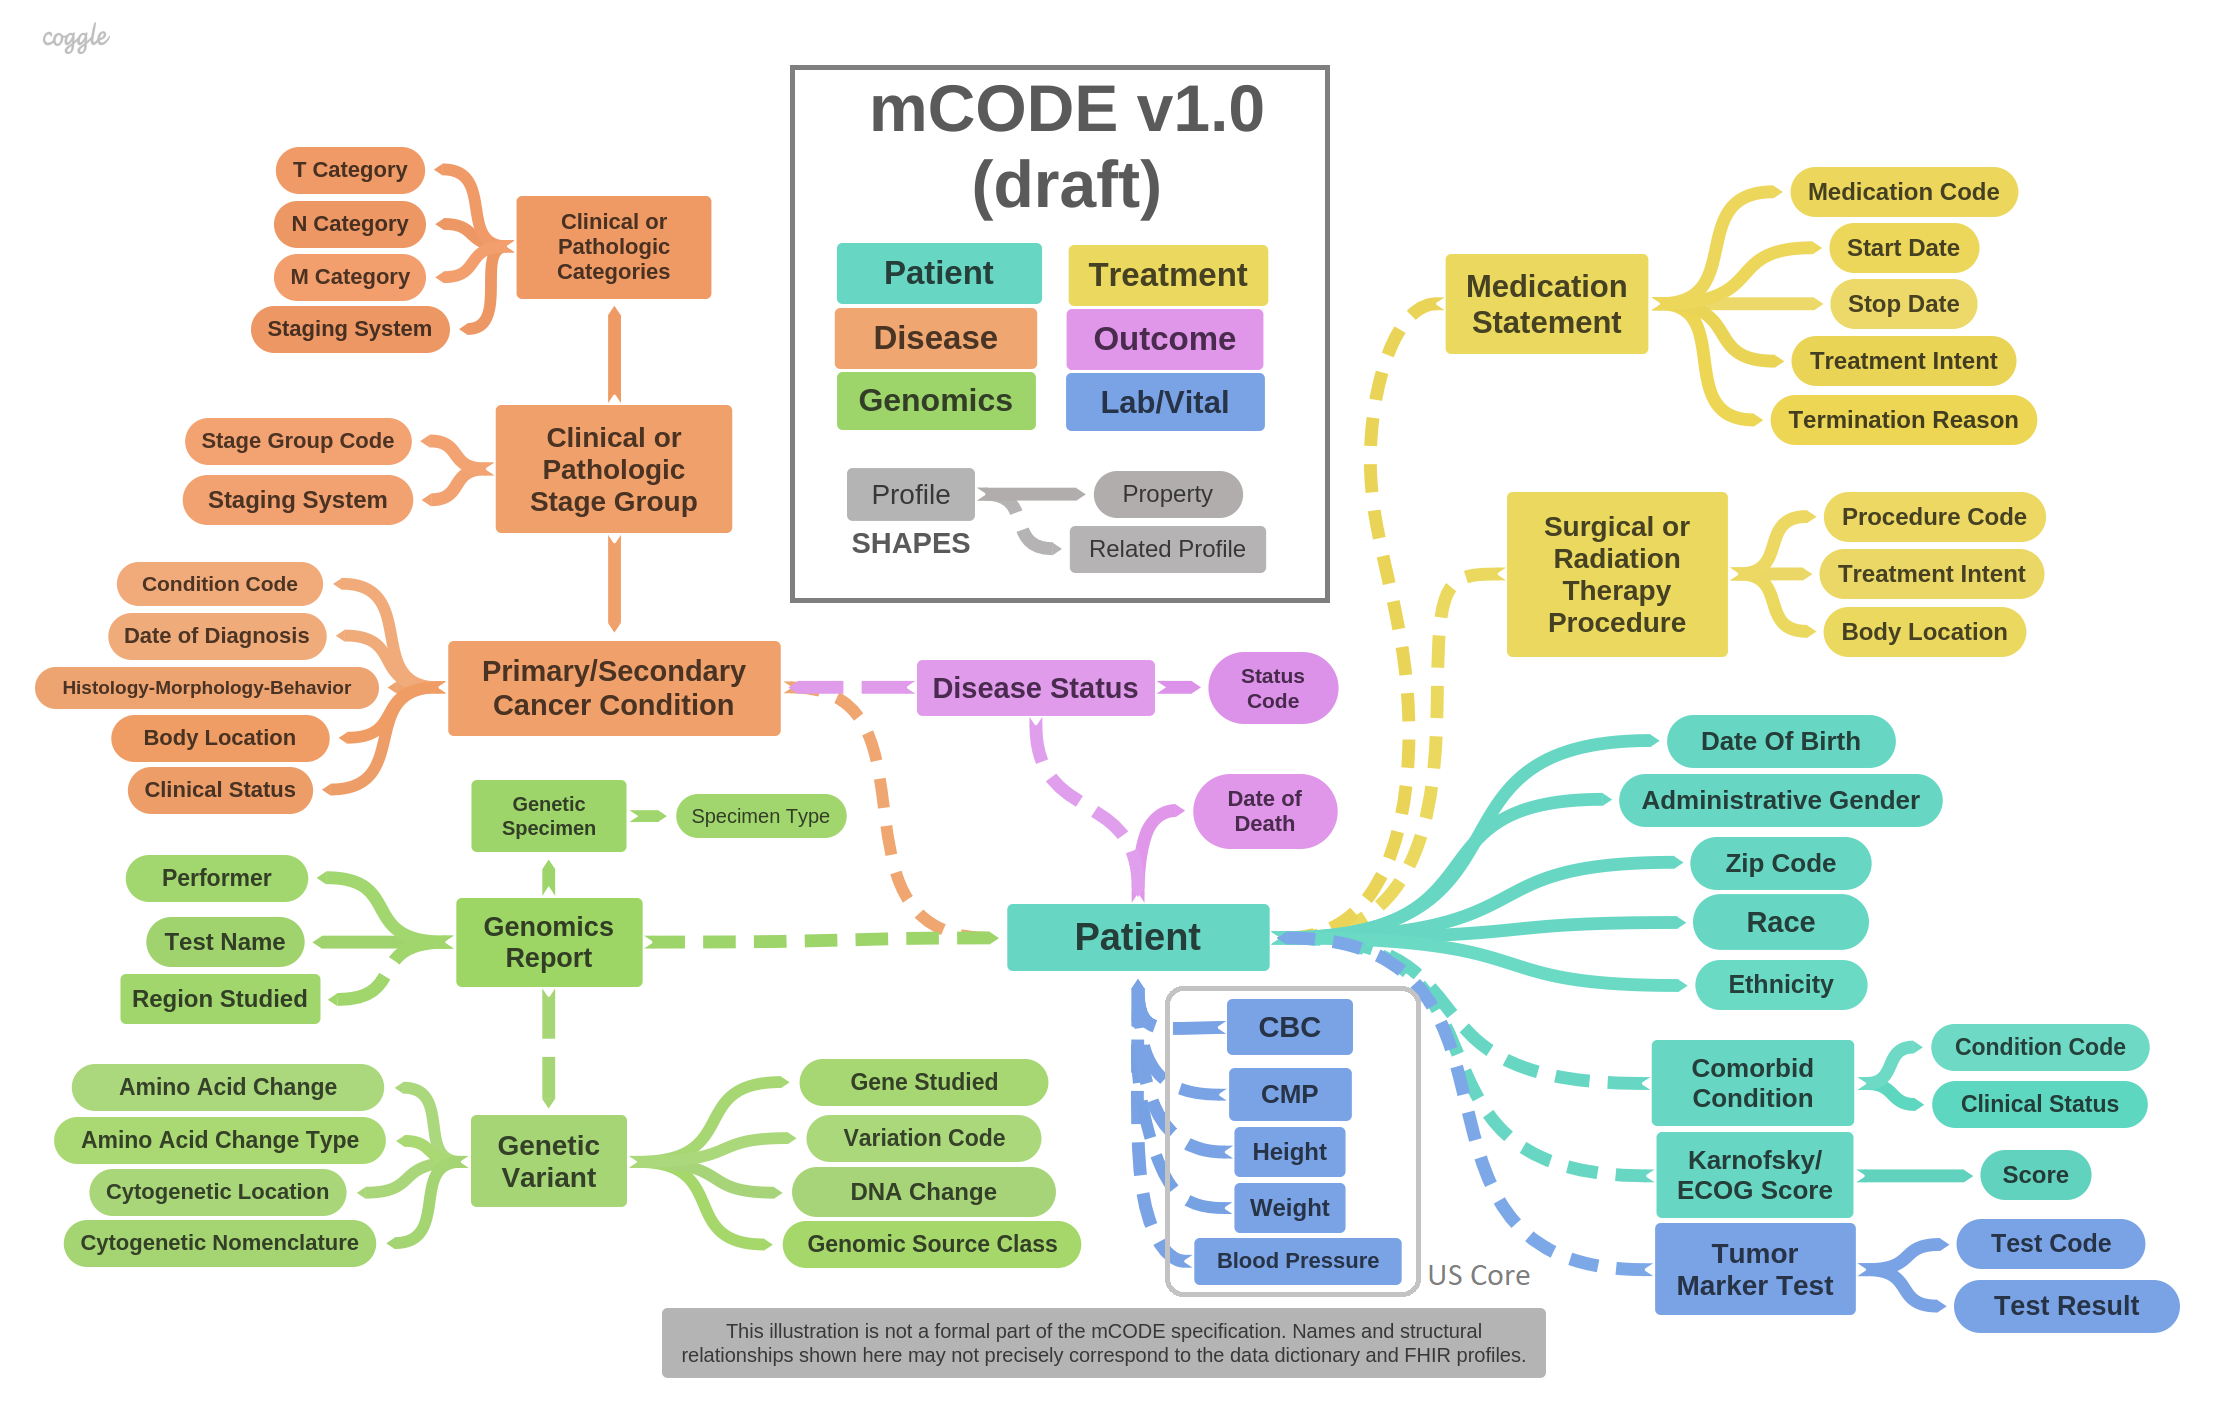 coggle
mCODE v1.0
(draft)
Patient
Treatment
Disease
Outcome
Genomics
Lab/Vital
Profile
Property
SHAPES
Related Profile
T Category
N Category
M Category
Staging System
Clinical or
Pathologic
Categories
Stage Group Code
Staging System
Clinical or
Pathologic
Stage Group
Condition Code
Date of Diagnosis
Histology-Morphology-Behavior
Body Location
Clinical Status
Primary/Secondary
Cancer Condition
Disease Status
Status
Code
Date of
Death
Genetic
Specimen
Specimen Type
Performer
Test Name
Region Studied
Genomics
Report
Patient
Amino Acid Change
Amino Acid Change Type
Cytogenetic Location
Cytogenetic Nomenclature
Genetic
Variant
Gene Studied
Variation Code
DNA Change
Genomic Source Class
CBC
CMP
Height
Weight
Blood Pressure
US Core
Medication
Statement
Medication Code
Start Date
Stop Date
Treatment Intent
Termination Reason
Surgical or
Radiation
Therapy
Procedure
Procedure Code
Treatment Intent
Body Location
Date Of Birth
Administrative Gender
Zip Code
Race
Ethnicity
Comorbid
Condition
Condition Code
Clinical Status
Karnofsky/
ECOG Score
Score
Tumor
Marker Test
Test Code
Test Result
This illustration is not a formal part of the mCODE specification. Names and structural
relationships shown here may not precisely correspond to the data dictionary and FHIR profiles.